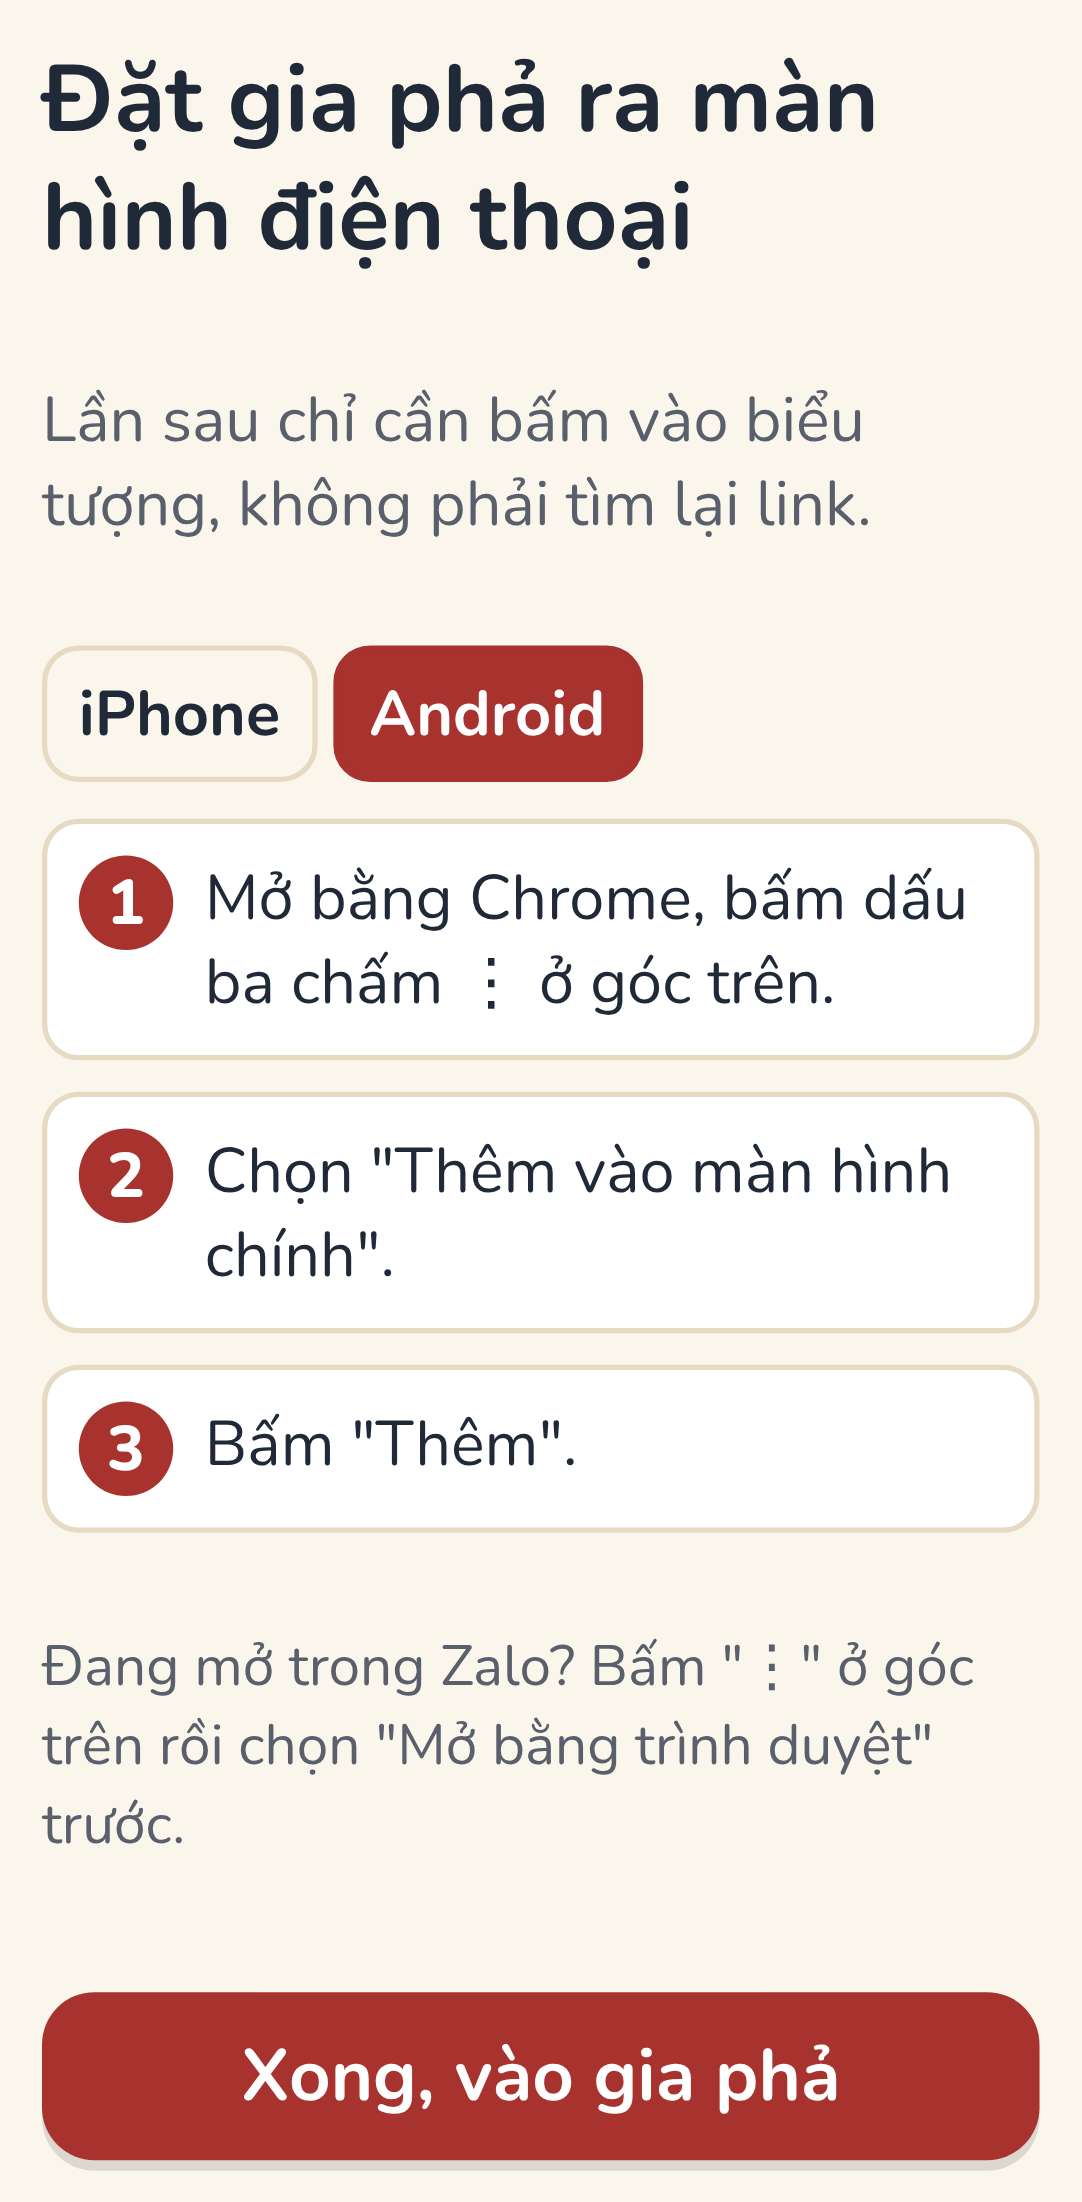 Đặt gia phả ra màn
hình điện thoại
Lần sau chỉ cần bấm vào biểu
tượng, không phải tìm lại link.
iPhone
Android
1
Mở bằng Chrome, bấm dấu
ba chấm ⋮ ở góc trên.
2
Chọn "Thêm vào màn hình
chính".
3
Bấm "Thêm".
Đang mở trong Zalo? Bấm "⋮" ở góc
trên rồi chọn "Mở bằng trình duyệt"
trước.
Xong, vào gia phả